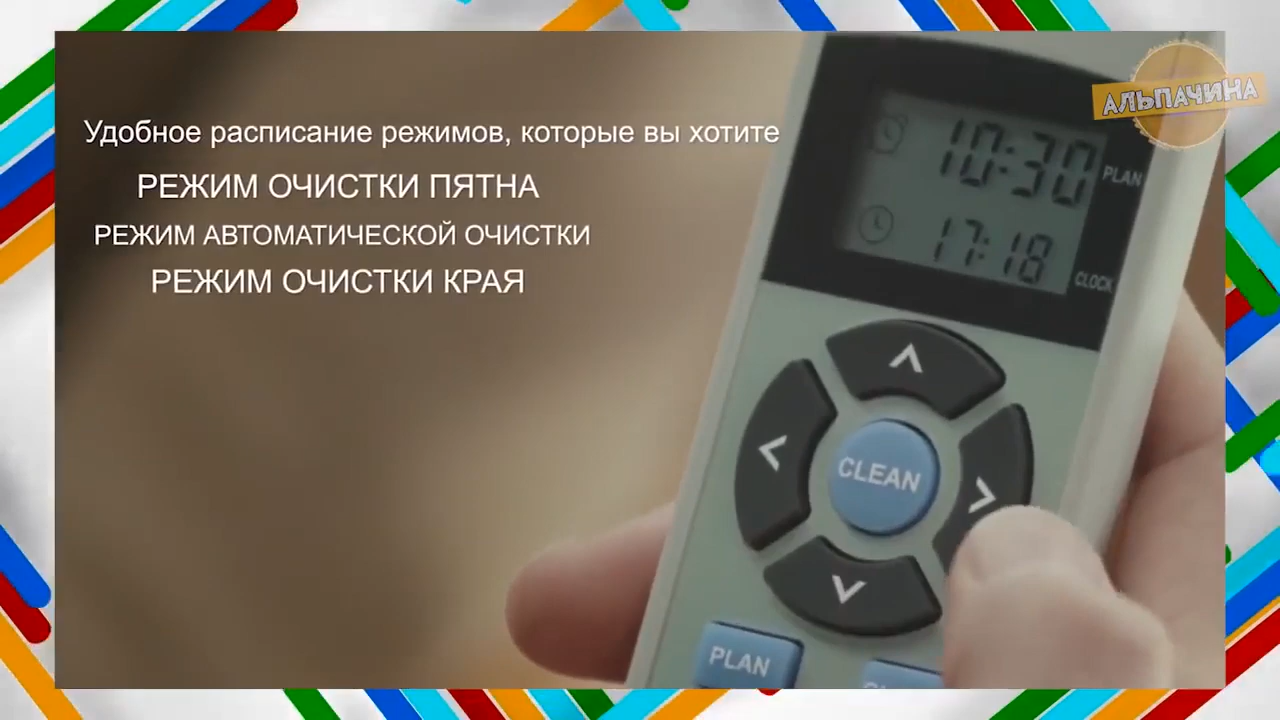 АЛЬПАЧИНА
Удобное расписание режимов, которые вы хотите
РЕЖИМ ОЧИСТКИ ПЯТНА
РЕЖИМ АВТОМАТИЧЕСКОЙ ОЧИСТКИ
РЕЖИМ ОЧИСТКИ КРАЯ
10:30 PLAN
17:18 CLOCK
CLEAN
PLAN